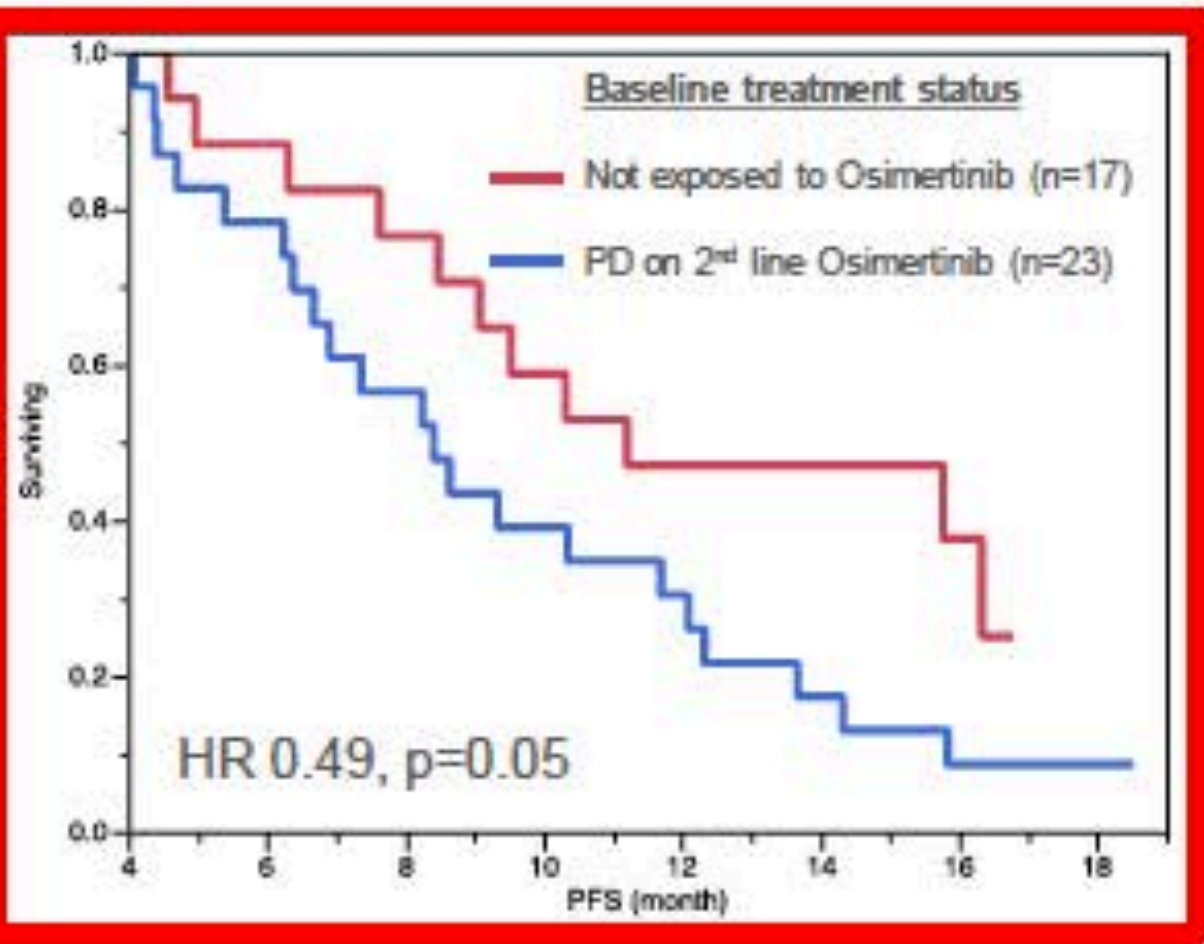 Baseline treatment status
Not exposed to Osimertinib (n=17)
PD on 2nd line Osimertinib (n=23)
HR 0.49, p=0.05
Surviving
1.0
0.8
0.6
0.4
0.2
0.0
4 6 8 10 12 14 16 18
PFS (month)